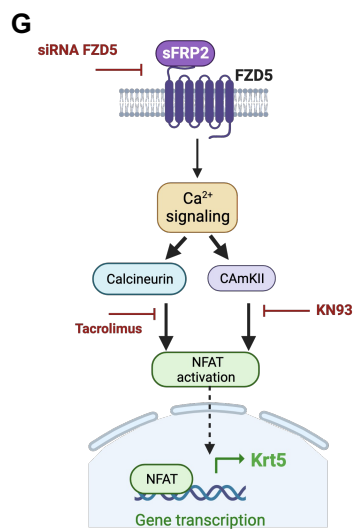 G
siRNA FZD5
sFRP2
FZD5
Ca²⁺
signaling
Calcineurin
CAmKII
Tacrolimus
KN93
NFAT
activation
Krt5
NFAT
Gene transcription